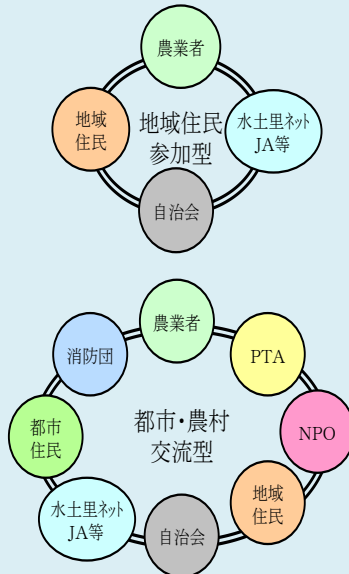 農業者
地域
住民
地域住民
参加型
水土里ネット
JA等
自治会
農業者
消防団
PTA
都市
住民
都市・農村
交流型
NPO
水土里ネット
JA等
地域
住民
自治会